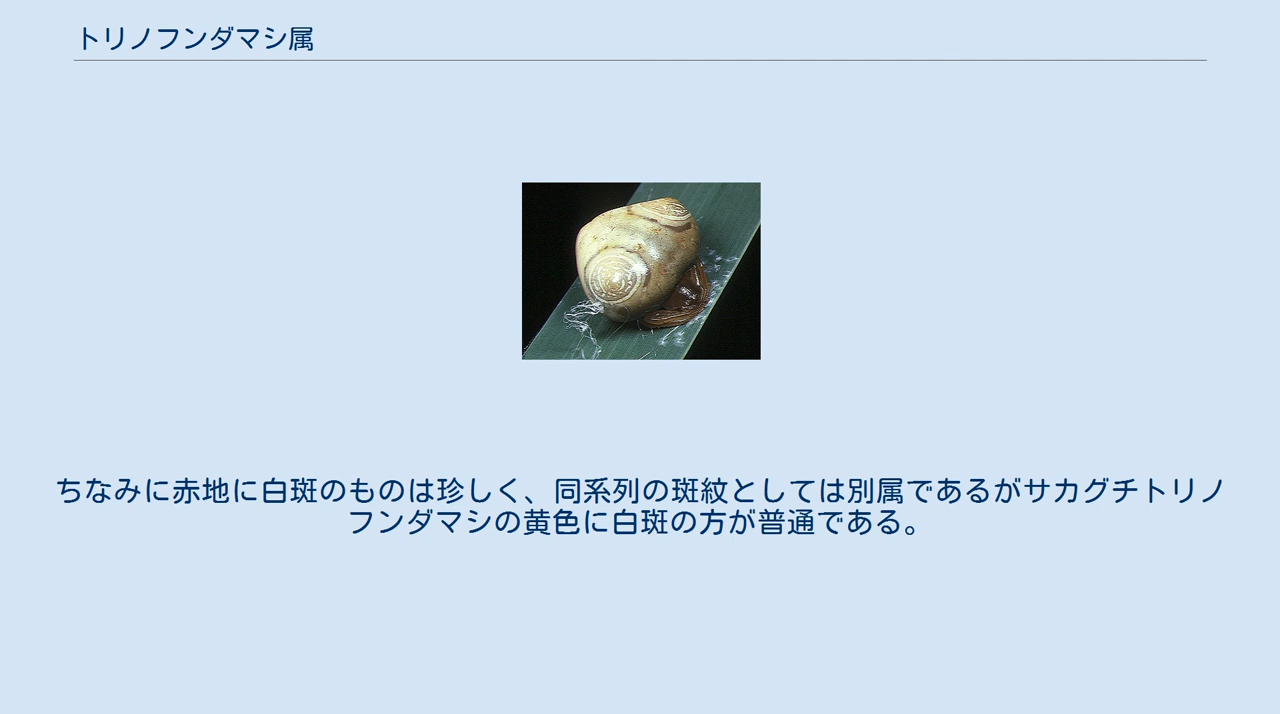 トリノフンダマシ属
ちなみに赤地に白斑のものは珍しく、同系列の斑紋としては別属であるがサカグチトリノ
フンダマシの黄色に白斑の方が普通である。